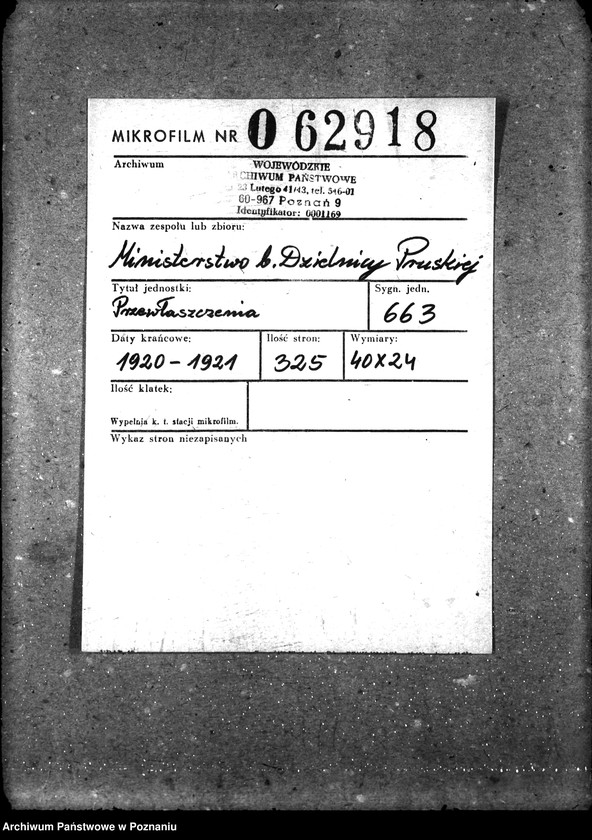 MIKROFILM NR 0 62918
Archiwum
WOJEWÓDZKIE
ARCHIWUM PAŃSTWOWE
23 Lutego 41/43, tel. 546-01
60-967 Poznań 9
Identyfikator: 0001169
Nazwa zespołu lub zbioru:
Ministerstwo b. Dzielnicy Pruskiej
Tytuł jednostki:
Sygn. jedn.
Przewłaszczenia
663
Daty krańcowe:
Ilość stron:
Wymiary:
1920 - 1921
325
40X24
Ilość klatek:
Wypełnia k. t. stacji mikrofilm.
Wykaz stron niezapisanych
Archiwum Państwowe w Poznaniu